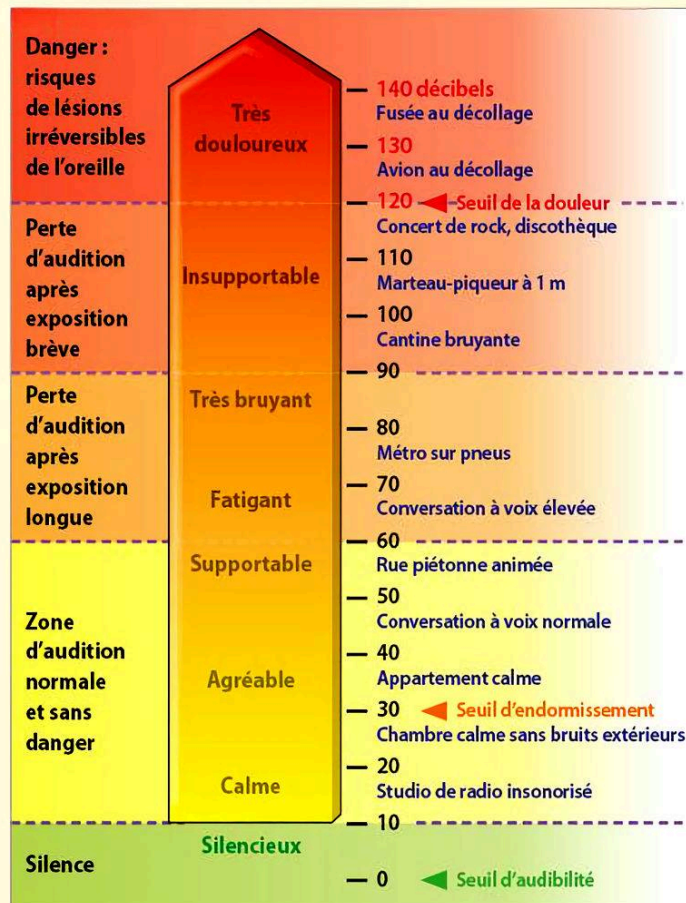 Danger :
risques
de lésions
irréversibles
de l'oreille
Perte
d'audition
après
exposition
brève
Perte
d'audition
après
exposition
longue
Zone
d'audition
normale
et sans
danger
Silence
Très
douloureux
Insupportable
Très bruyant
Fatigant
Supportable
Agréable
Calme
Silencieux
140 décibels
Fusée au décollage
130
Avion au décollage
120 Seuil de la douleur
Concert de rock, discothèque
110
Marteau-piqueur à 1 m
100
Cantine bruyante
90
80
Métro sur pneus
70
Conversation à voix élevée
60
Rue piétonne animée
50
Conversation à voix normale
40
Appartement calme
30 Seuil d'endormissement
Chambre calme sans bruits extérieurs
20
Studio de radio insonorisé
10
0 Seuil d'audibilité